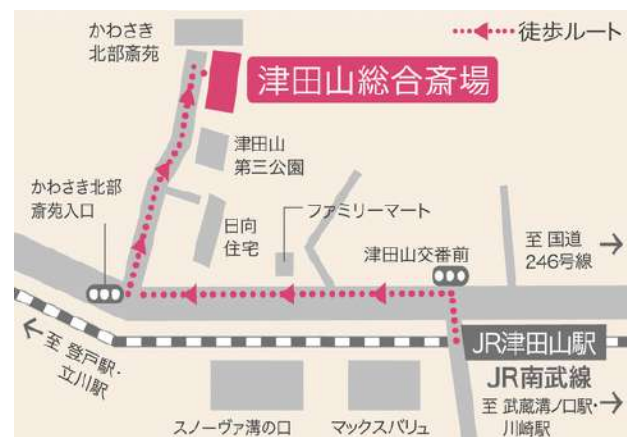 かわさき
北部斎苑
徒歩ルート
津田山総合斎場
津田山
第三公園
かわさき北部
斎苑入口
日向
住宅
ファミリーマート
津田山交番前
至 国道
246号線
JR津田山駅
JR南武線
至 登戸駅・
立川駅
至 武蔵溝ノ口駅・
川崎駅
スノーヴァ溝の口
マックスバリュ